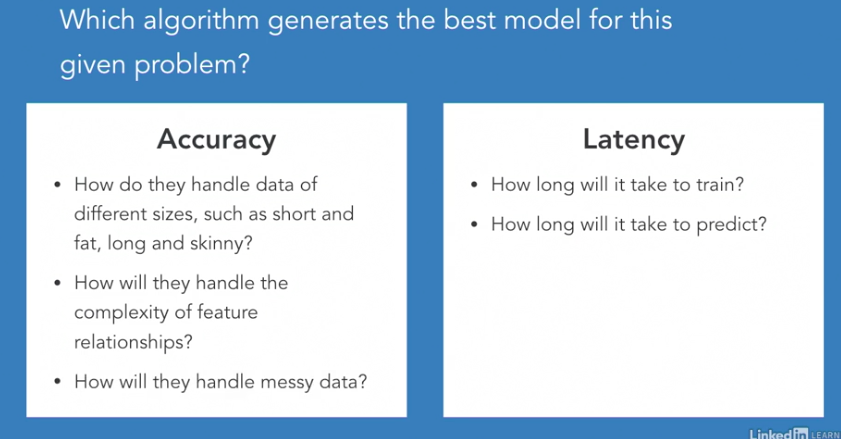 Which algorithm generates the best model for this
given problem?
Accuracy
• How do they handle data of
different sizes, such as short and
fat, long and skinny?
• How will they handle the
complexity of feature
relationships?
• How will they handle messy data?
Latency
• How long will it take to train?
• How long will it take to predict?
LinkedIn LEARN